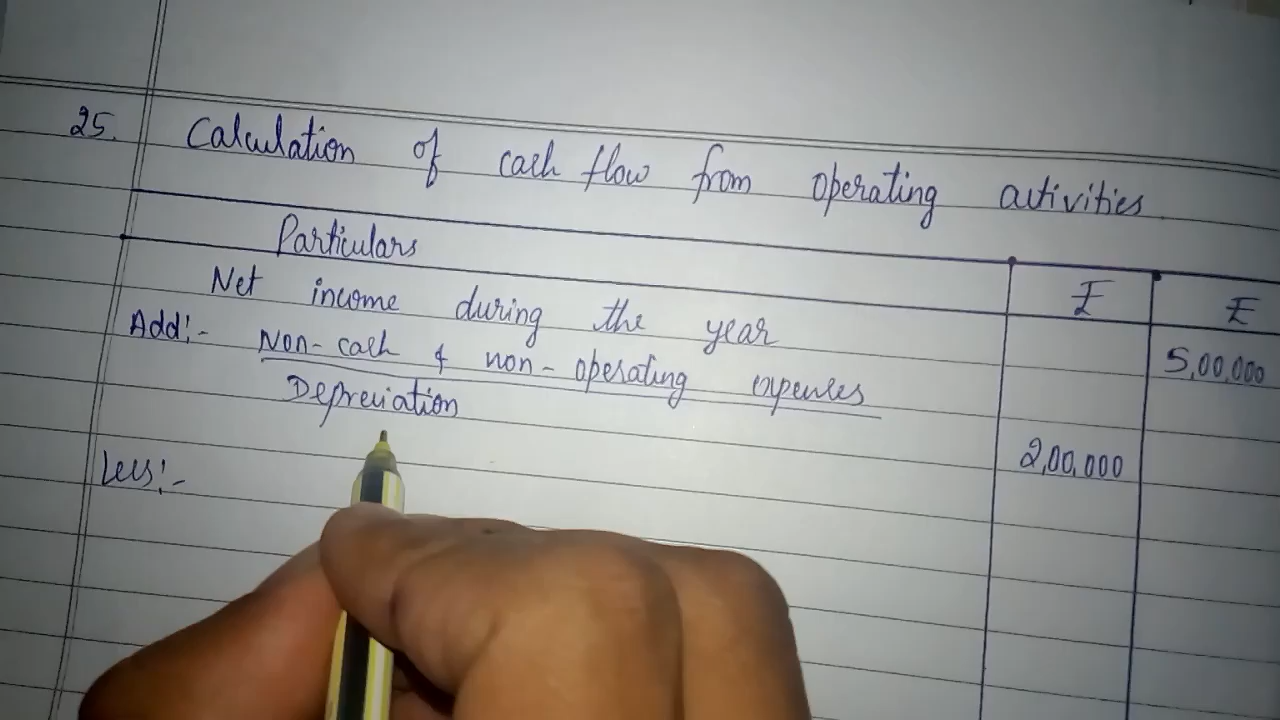 25. Calculation of cash flow from operating activities
Particulars £ £
Net income during the year 5,00,000
Add:- Non-cash & non-operating expenses
Depreciation 2,00,000
Less:-